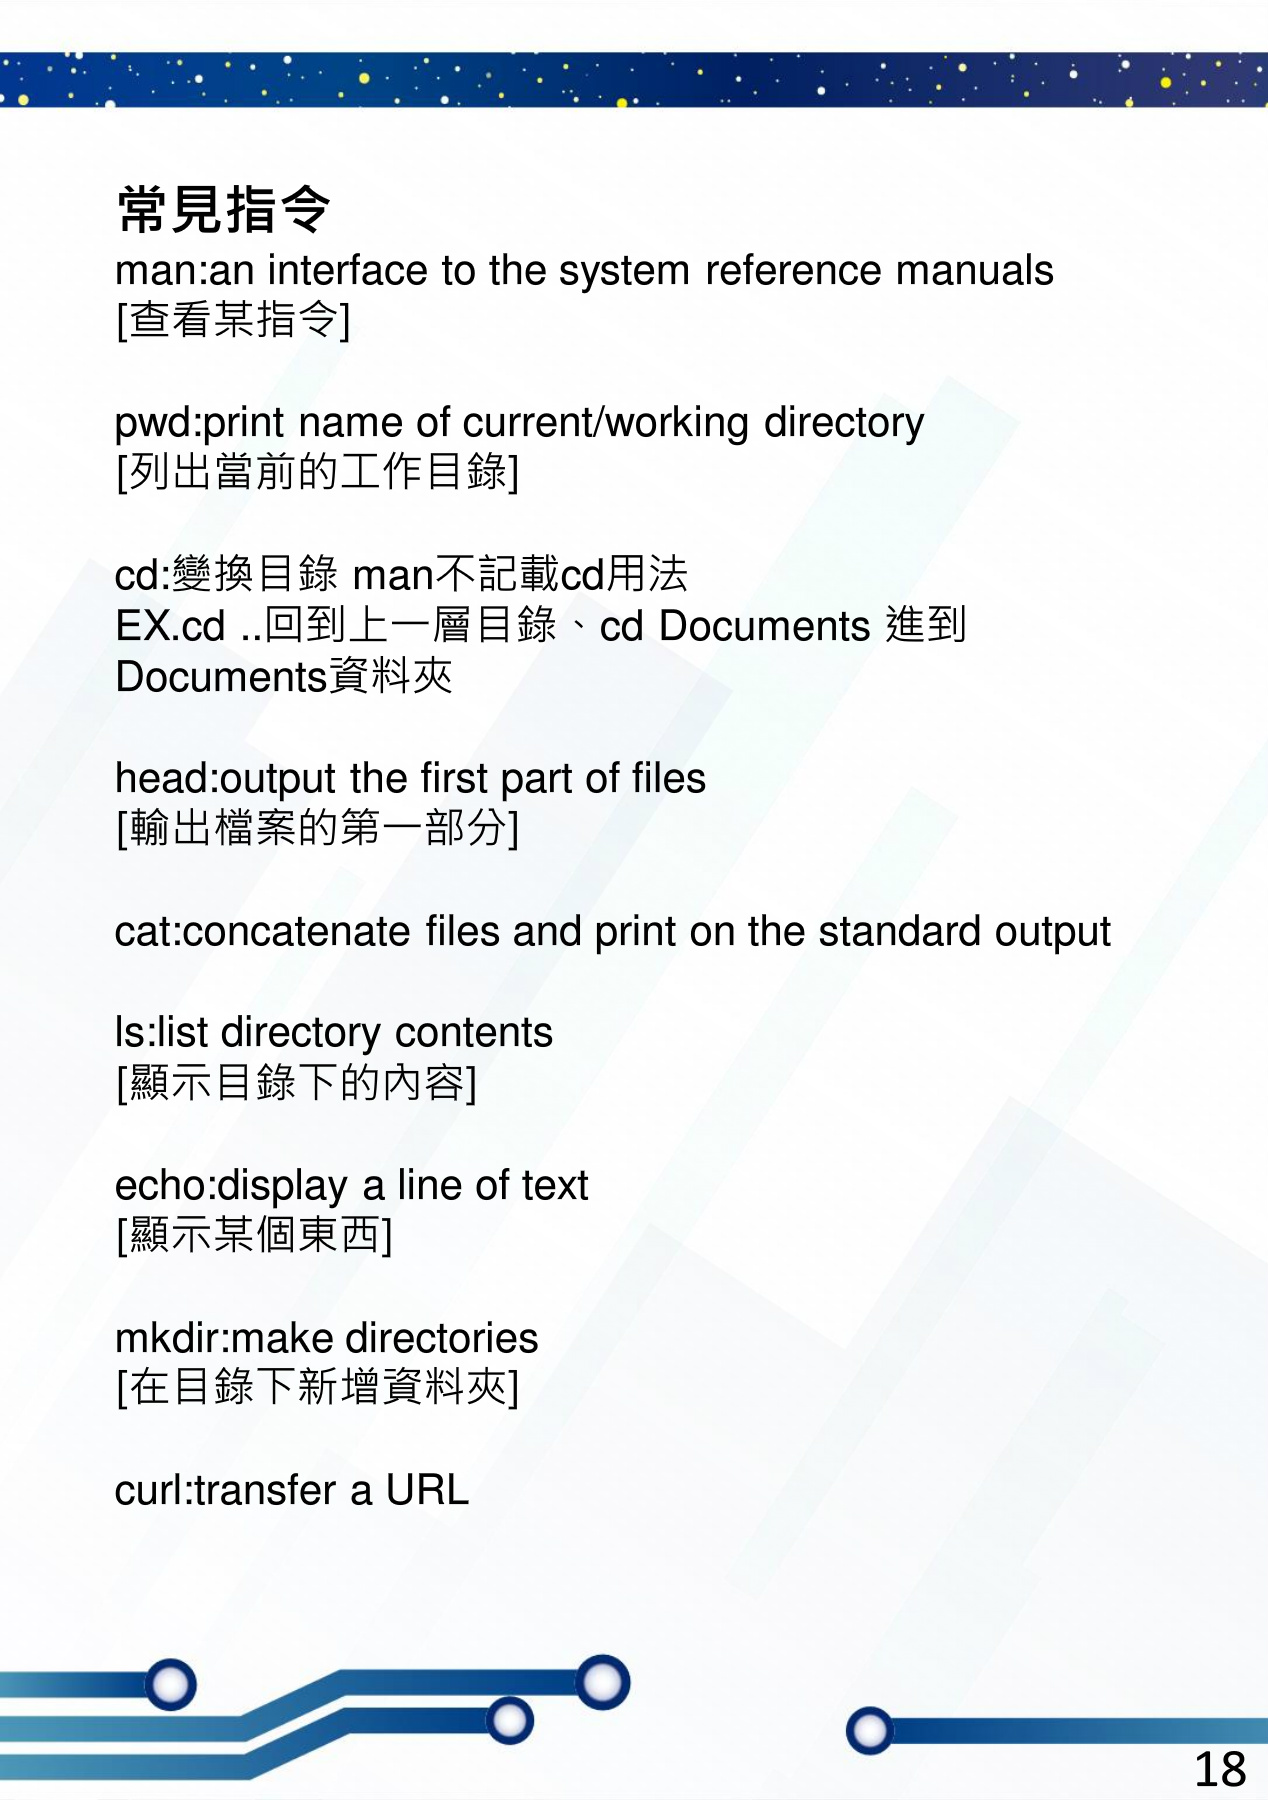 常見指令
man:an interface to the system reference manuals
[查看某指令]
pwd:print name of current/working directory
[列出當前的工作目錄]
cd:變換目錄 man不記載cd用法
EX.cd ..回到上一層目錄、cd Documents 進到
Documents資料夾
head:output the first part of files
[輸出檔案的第一部分]
cat:concatenate files and print on the standard output
ls:list directory contents
[顯示目錄下的內容]
echo:display a line of text
[顯示某個東西]
mkdir:make directories
[在目錄下新增資料夾]
curl:transfer a URL
18